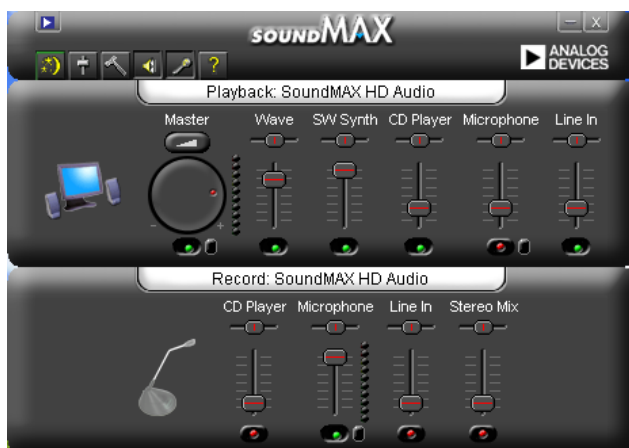 SOUNDMAX
?
ANALOG
DEVICES
Playback: SoundMAX HD Audio
Master Wave SW Synth CD Player Microphone Line In
- +
Record: SoundMAX HD Audio
CD Player Microphone Line In Stereo Mix